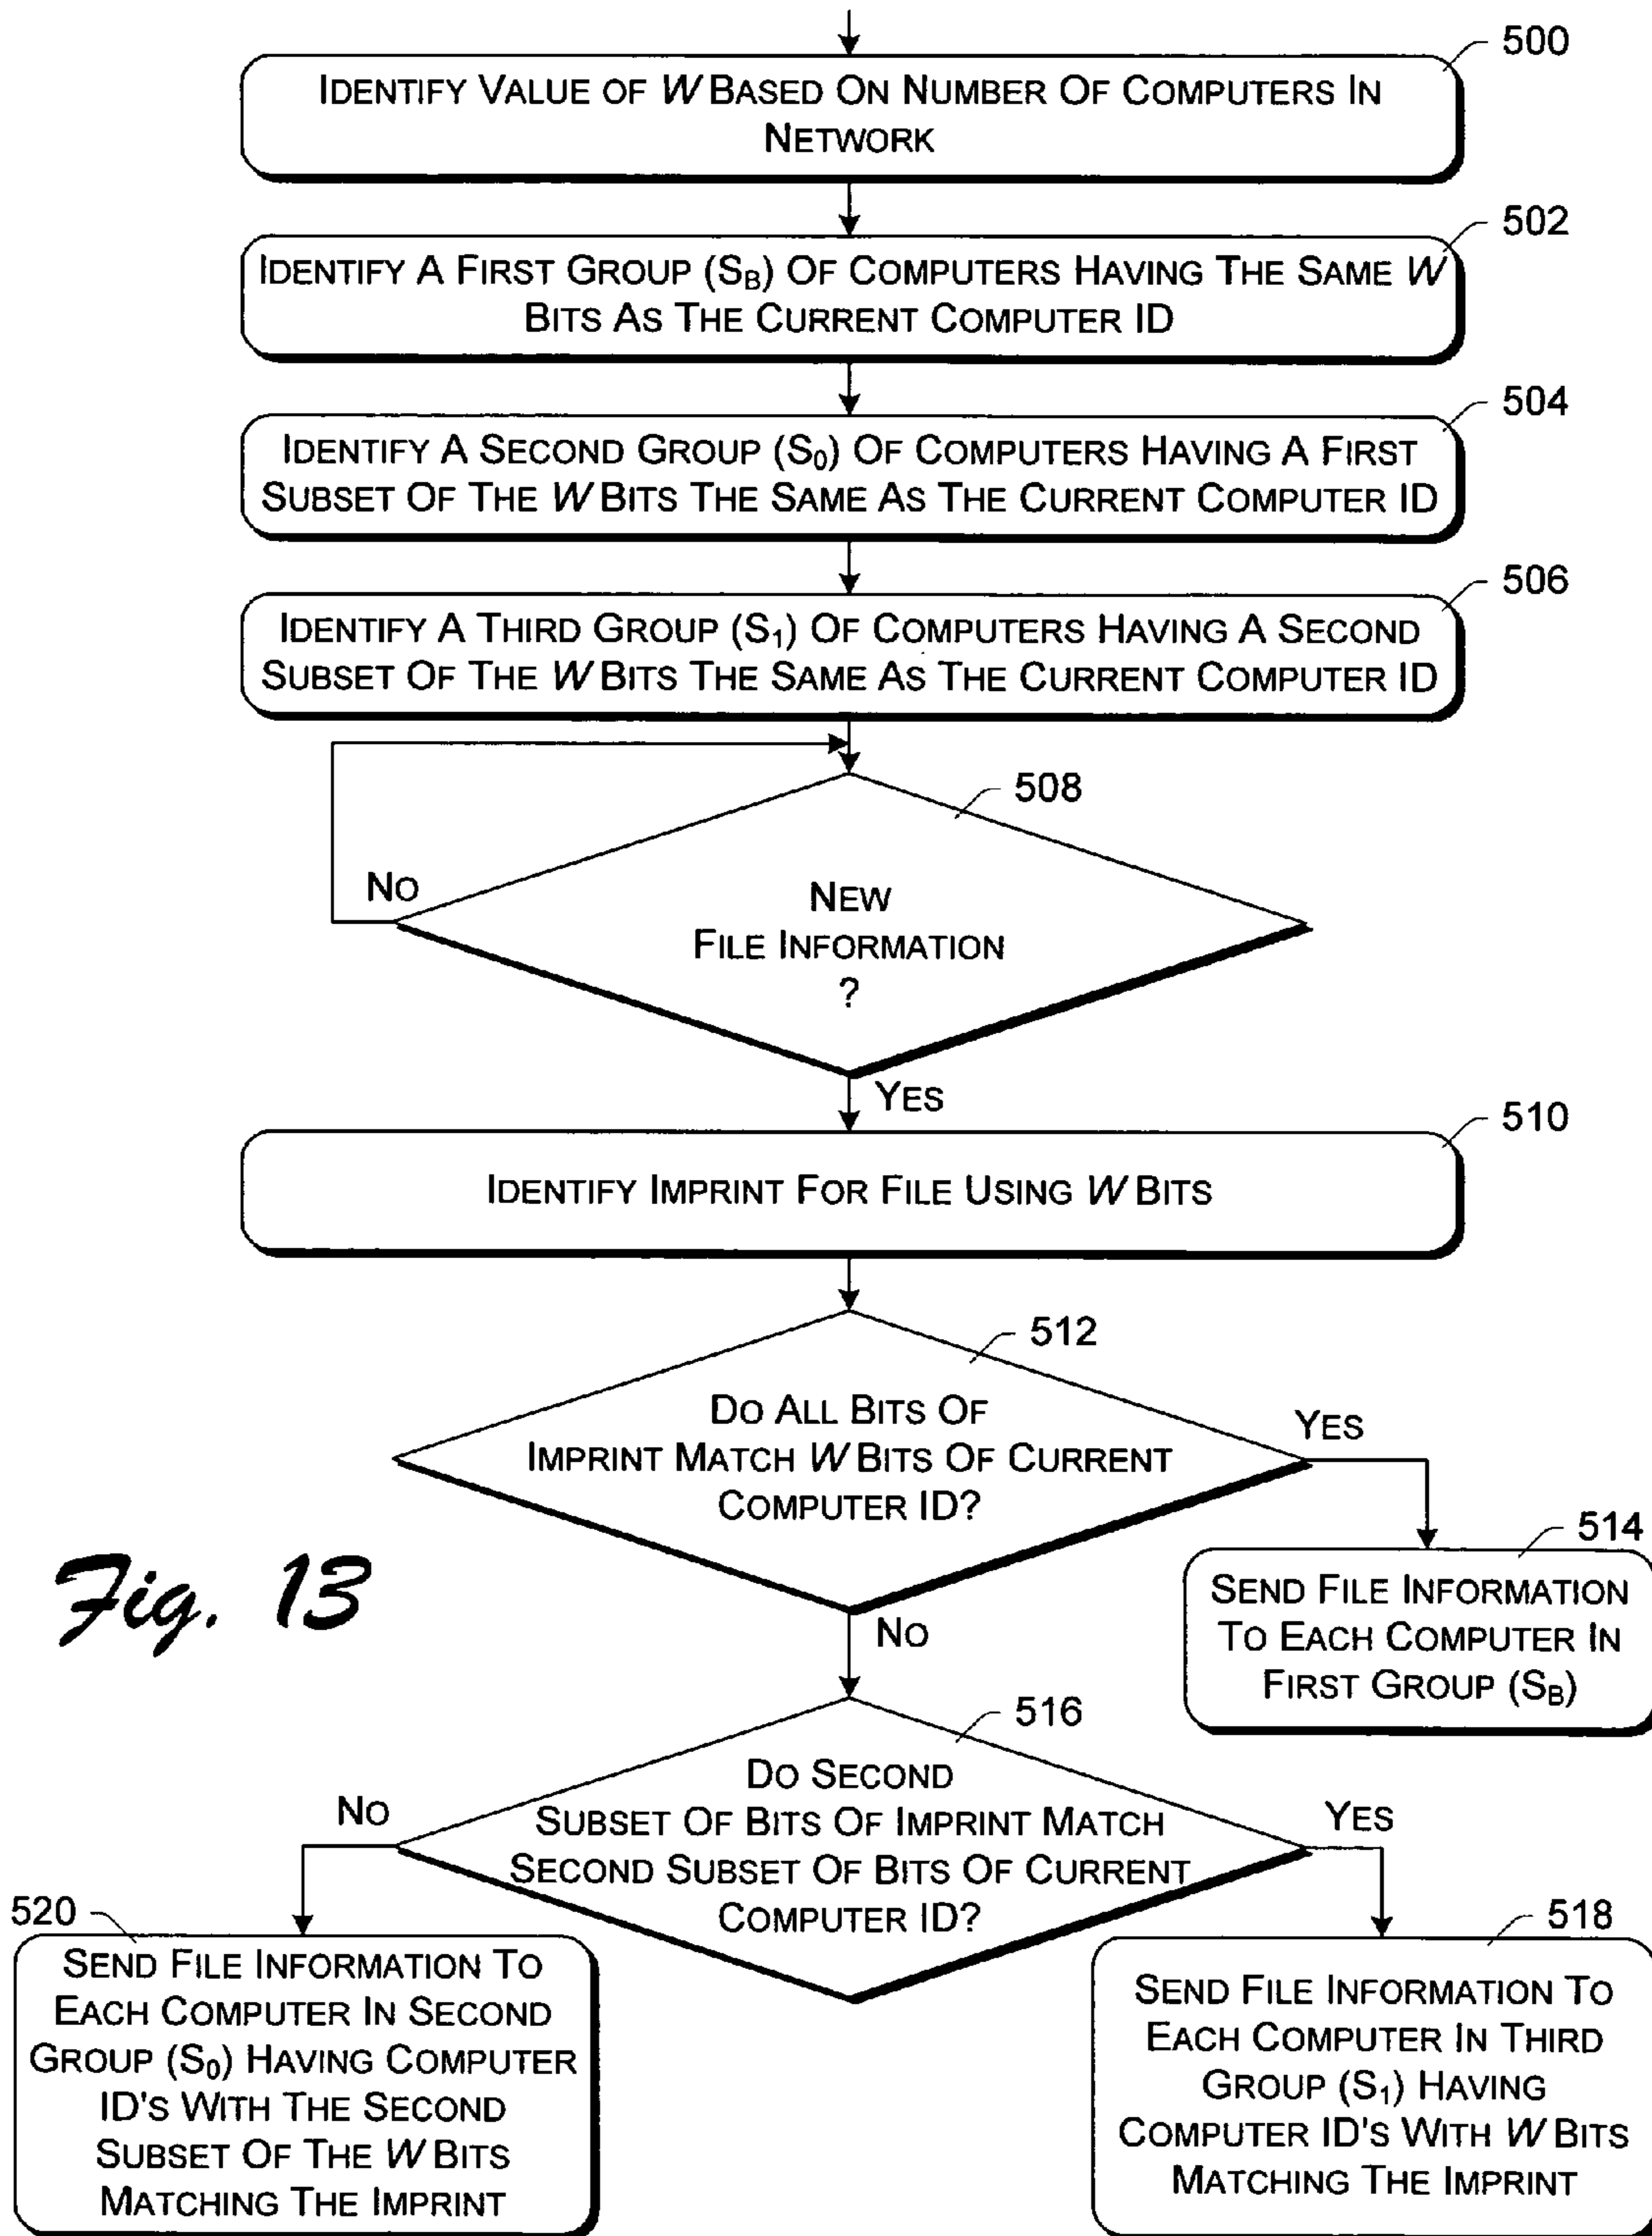 500
IDENTIFY VALUE OF W BASED ON NUMBER OF COMPUTERS IN
NETWORK
502
IDENTIFY A FIRST GROUP (SB) OF COMPUTERS HAVING THE SAME W
BITS AS THE CURRENT COMPUTER ID
504
IDENTIFY A SECOND GROUP (S0) OF COMPUTERS HAVING A FIRST
SUBSET OF THE W BITS THE SAME AS THE CURRENT COMPUTER ID
506
IDENTIFY A THIRD GROUP (S1) OF COMPUTERS HAVING A SECOND
SUBSET OF THE W BITS THE SAME AS THE CURRENT COMPUTER ID
508
NO
NEW
FILE INFORMATION
?
YES
510
IDENTIFY IMPRINT FOR FILE USING W BITS
512
DO ALL BITS OF
IMPRINT MATCH W BITS OF CURRENT
COMPUTER ID?
YES
514
SEND FILE INFORMATION
TO EACH COMPUTER IN
FIRST GROUP (SB)
Fig. 13
NO
516
DO SECOND
SUBSET OF BITS OF IMPRINT MATCH
SECOND SUBSET OF BITS OF CURRENT
COMPUTER ID?
NO
YES
520
SEND FILE INFORMATION TO
EACH COMPUTER IN SECOND
GROUP (S0) HAVING COMPUTER
ID'S WITH THE SECOND
SUBSET OF THE W BITS
MATCHING THE IMPRINT
518
SEND FILE INFORMATION TO
EACH COMPUTER IN THIRD
GROUP (S1) HAVING
COMPUTER ID'S WITH W BITS
MATCHING THE IMPRINT